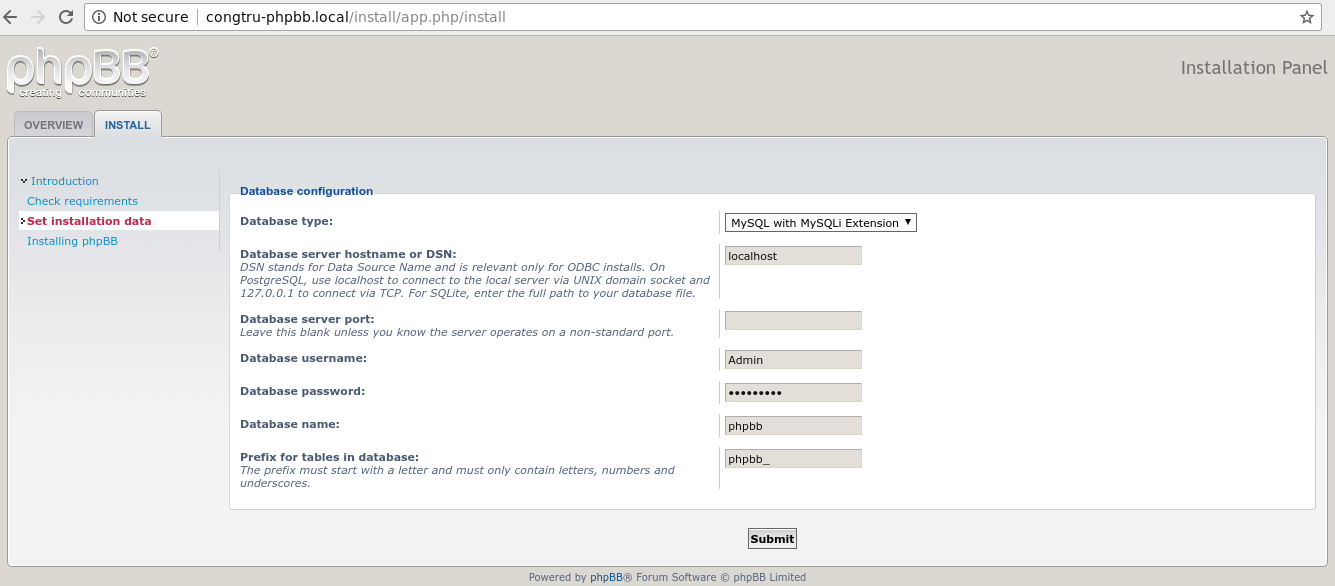 Not secure congtru-phpbb.local/install/app.php/install
phpBB®
creating communities
Installation Panel
OVERVIEW INSTALL
Introduction
Check requirements
Set installation data
Installing phpBB
Database configuration
Database type: MySQL with MySQLi Extension
Database server hostname or DSN: localhost
DSN stands for Data Source Name and is relevant only for ODBC installs. On
PostgreSQL, use localhost to connect to the local server via UNIX domain socket and
127.0.0.1 to connect via TCP. For SQLite, enter the full path to your database file.
Database server port:
Leave this blank unless you know the server operates on a non-standard port.
Database username: Admin
Database password: •••••••••
Database name: phpbb
Prefix for tables in database: phpbb_
The prefix must start with a letter and must only contain letters, numbers and
underscores.
Submit
Powered by phpBB® Forum Software © phpBB Limited